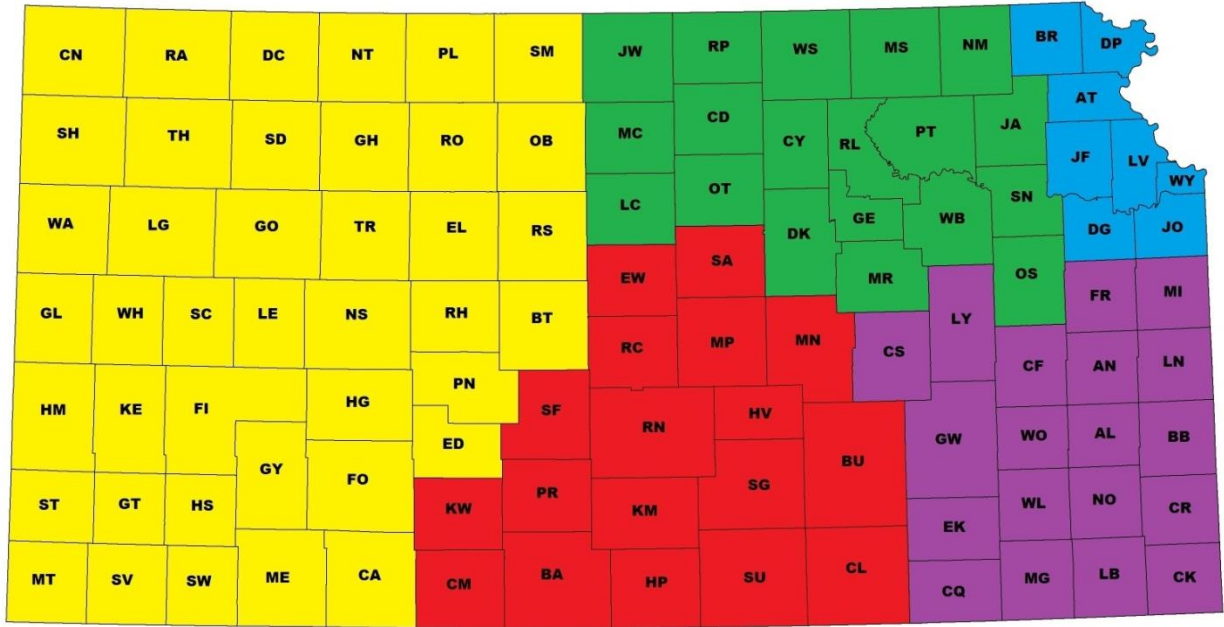 CN RA DC NT PL SM JW RP WS MS NM BR DP
SH TH SD GH RO OB MC CD CY RL PT JA AT
JF LV WY
WA LG GO TR EL RS LC OT DK GE WB SN DG JO
GL WH SC LE NS RH BT EW SA MR LY OS FR MI
RC MP MN CS CF AN LN
HM KE FI HG PN SF RN HV BU GW WO AL BB
ED
ST GT HS GY FO KW PR KM SG EK WL NO CR
MT SV SW ME CA CM BA HP SU CL CQ MG LB CK